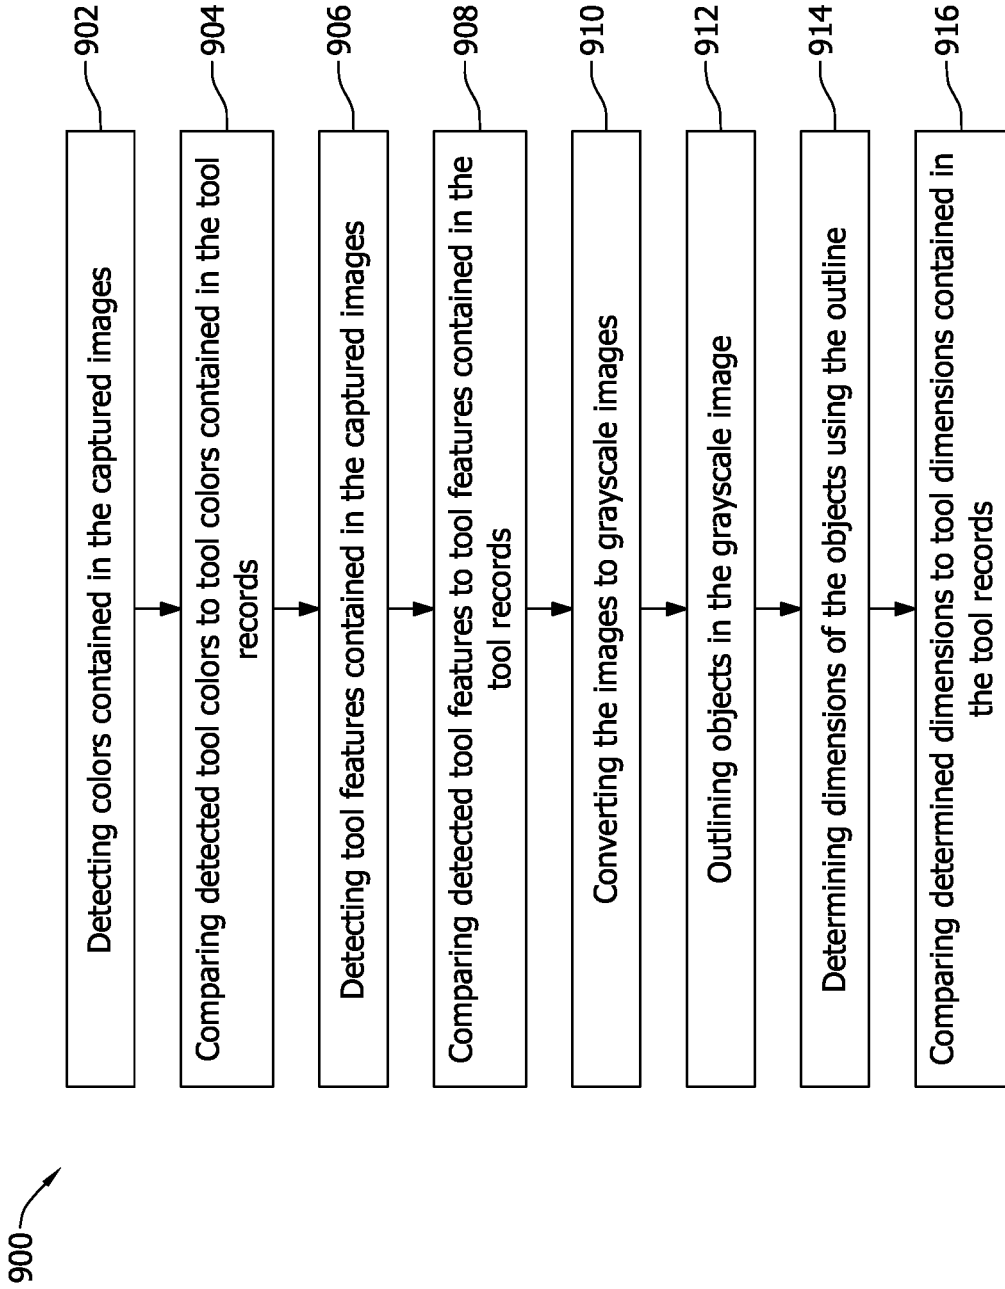 900
Detecting colors contained in the captured images
902
Comparing detected tool colors to tool colors contained in the tool
records
904
Detecting tool features contained in the captured images
906
Comparing detected tool features to tool features contained in the
tool records
908
Converting the images to grayscale images
910
Outlining objects in the grayscale image
912
Determining dimensions of the objects using the outline
914
Comparing determined dimensions to tool dimensions contained in
the tool records
916